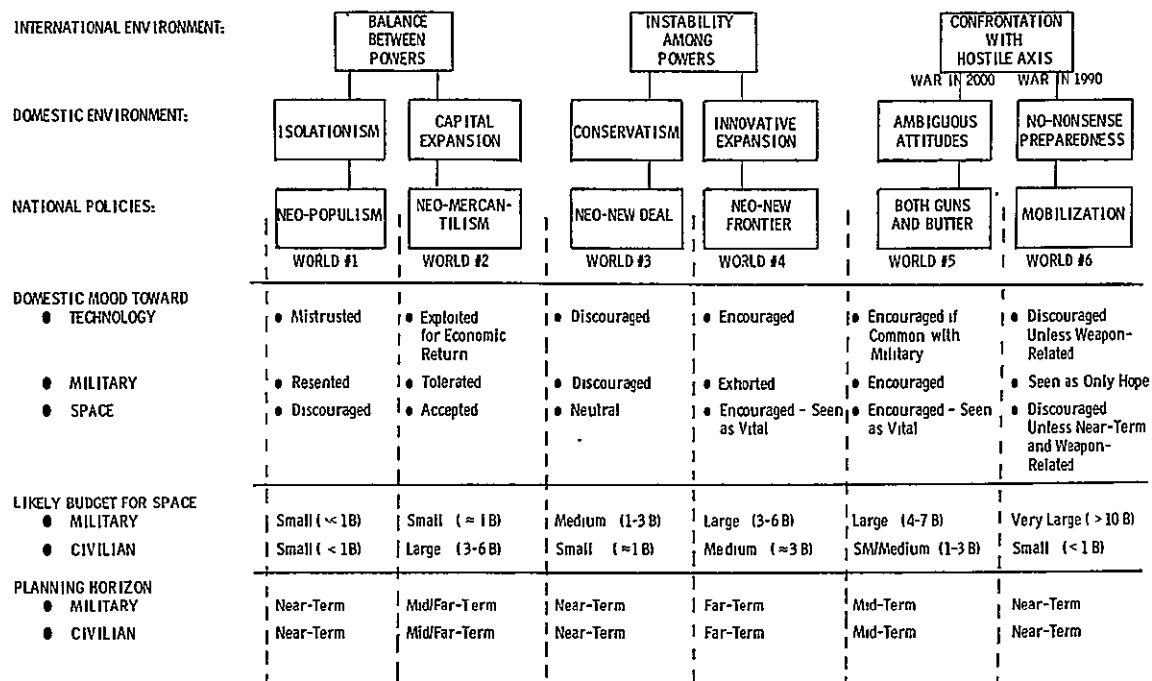 INTERNATIONAL ENVIRONMENT:
BALANCE
BETWEEN
POWERS
INSTABILITY
AMONG
POWERS
CONFRONTATION
WITH
HOSTILE AXIS
WAR IN 2000 WAR IN 1990
DOMESTIC ENVIRONMENT:
ISOLATIONISM
CAPITAL
EXPANSION
CONSERVATISM
INNOVATIVE
EXPANSION
AMBIGUOUS
ATTITUDES
NO-NONSENSE
PREPAREDNESS
NATIONAL POLICIES:
NEO-POPULISM
NEO-MERCAN-
TILISM
NEO-NEW DEAL
NEO-NEW
FRONTIER
BOTH GUNS
AND BUTTER
MOBILIZATION
WORLD #1 WORLD #2 WORLD #3 WORLD #4 WORLD #5 WORLD #6
DOMESTIC MOOD TOWARD
● TECHNOLOGY
● Mistrusted
● Exploited
for Economic
Return
● Discouraged
● Encouraged
● Encouraged if
Common with
Military
● Discouraged
Unless Weapon-
Related
● MILITARY
● Resented
● Tolerated
● Discouraged
● Exhorted
● Encouraged
● Seen as Only Hope
● SPACE
● Discouraged
● Accepted
● Neutral
● Encouraged - Seen
as Vital
● Encouraged - Seen
as Vital
● Discouraged
Unless Near-Term
and Weapon-
Related
LIKELY BUDGET FOR SPACE
● MILITARY Small (<< 1B) Small (≈ 1B) Medium (1-3 B) Large (3-6 B) Large (4-7 B) Very Large (>10 B)
● CIVILIAN Small (< 1B) Large (3-6 B) Small (≈1B) Medium (≈3 B) SM/Medium (1-3 B) Small (<1 B)
PLANNING HORIZON
● MILITARY Near-Term Mid/Far-Term Near-Term Far-Term Mid-Term Near-Term
● CIVILIAN Near-Term Mid/Far-Term Near-Term Far-Term Mid-Term Near-Term